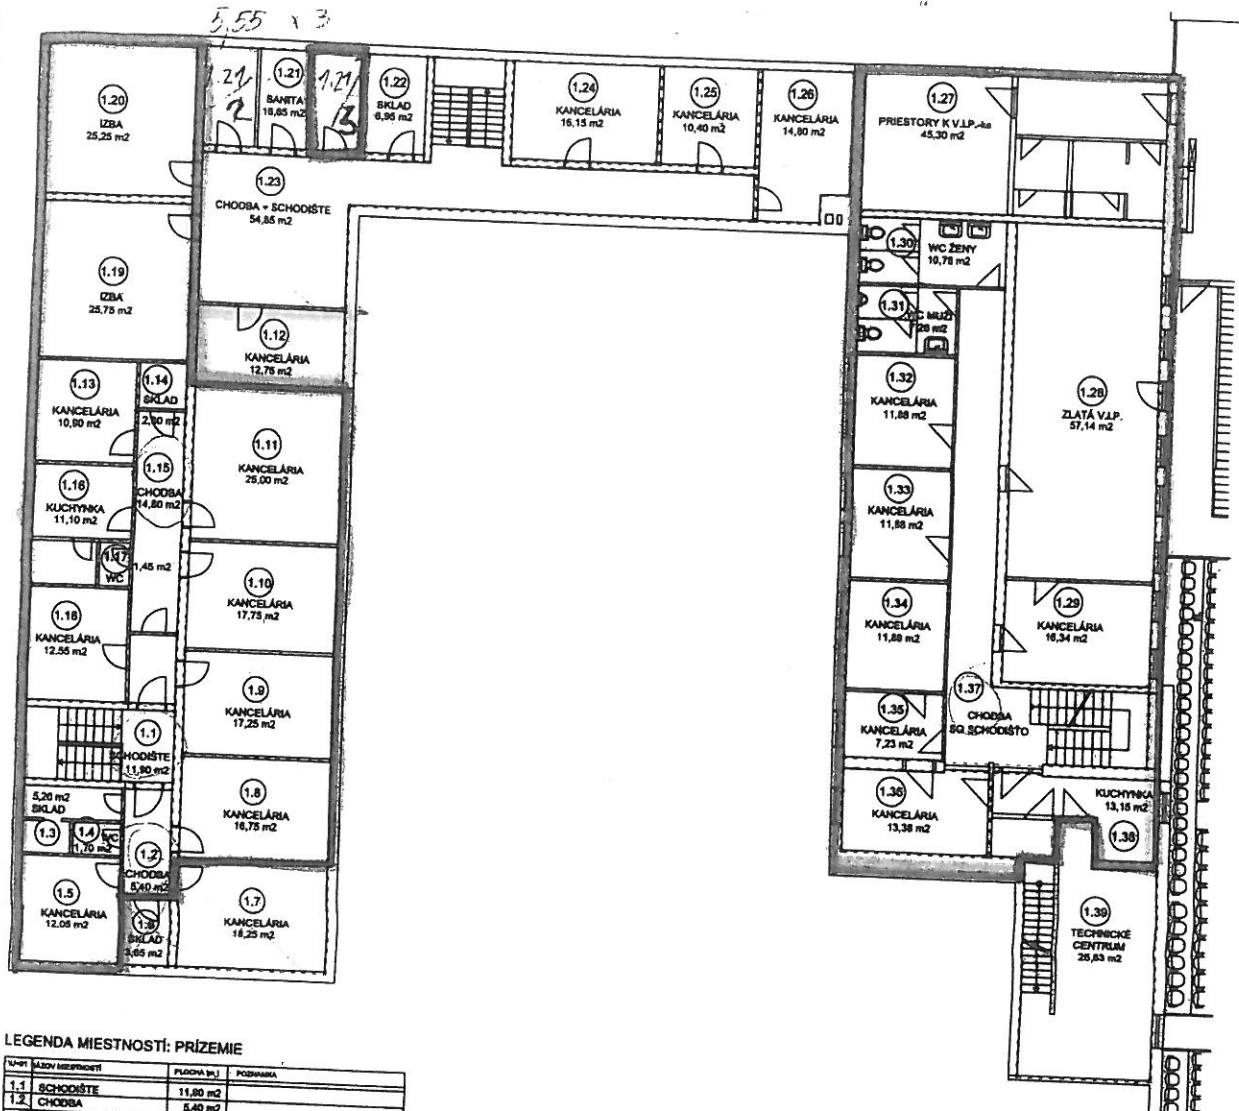 5,55 x 3
1.20
IZBA
25,25 m2
1.21
2
1.21
SANITA
16,65 m2
1.21
3
1.22
SKLAD
6,95 m2
1.24
KANCELÁRIA
16,15 m2
1.25
KANCELÁRIA
10,40 m2
1.26
KANCELÁRIA
14,80 m2
1.27
PRIESTORY K V.I.P.-ke
45,30 m2
1.23
CHODBA + SCHODIŠTE
54,85 m2
1.19
IZBA
25,75 m2
1.12
KANCELÁRIA
12,75 m2
1.30
WC ŽENY
10,78 m2
1.31
1.13
KANCELÁRIA
10,90 m2
1.14
SKLAD
1.11
KANCELÁRIA
25,00 m2
1.32
KANCELÁRIA
11,88 m2
1.28
ZLATÁ V.I.P.
57,14 m2
1.15
CHODBA
14,80 m2
1.16
KUCHYNKA
11,10 m2
1.33
KANCELÁRIA
11,88 m2
1.17
WC
1,45 m2
1.10
KANCELÁRIA
17,75 m2
1.18
KANCELÁRIA
12,55 m2
1.34
KANCELÁRIA
11,88 m2
1.29
KANCELÁRIA
16,34 m2
1.9
KANCELÁRIA
17,25 m2
1.37
CHODBA
SO SCHODIŠŤO
1.1
SCHODIŠTE
11,90 m2
1.35
KANCELÁRIA
7,23 m2
5,20 m2
SKLAD
1.3
1.4
WC
1,70 m2
1.8
KANCELÁRIA
16,75 m2
1.36
KANCELÁRIA
13,38 m2
KUCHYNKA
13,15 m2
1.38
1.2
CHODBA
5,40 m2
1.5
KANCELÁRIA
12,05 m2
1.6
SKLAD
3,65 m2
1.7
KANCELÁRIA
18,25 m2
1.39
TECHNICKÉ
CENTRUM
25,83 m2
LEGENDA MIESTNOSTÍ: PRÍZEMIE
NÁZOV MIESTNOSTI PLOCHA POZNÁMKA
1.1 SCHODIŠTE 11,90 m2
1.2 CHODBA 5,40 m2